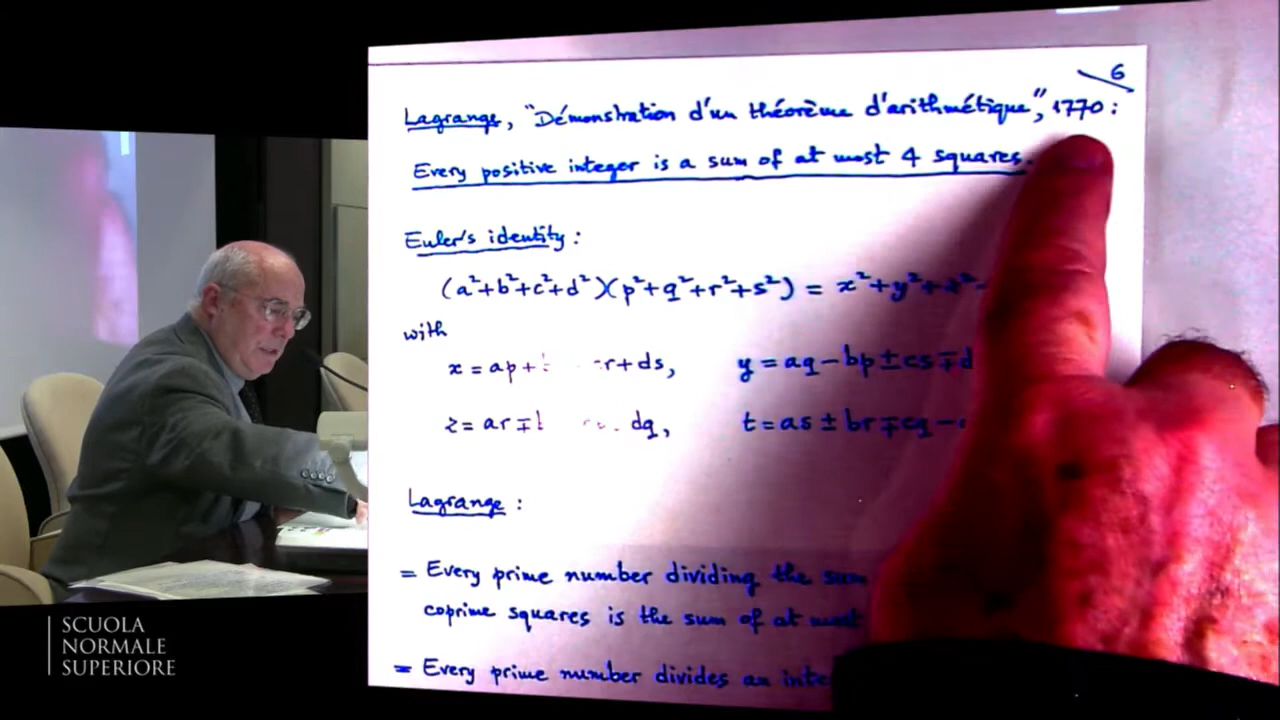 6
Lagrange, "Démonstration d'un théorème d'arithmétique", 1770 :
Every positive integer is a sum of at most 4 squares.
Euler's identity :
(a²+b²+c²+d²)(p²+q²+r²+s²) = x²+y²+z²
with
x = ap+ r+ds, y = aq-bp±cs∓d
z = ar∓ dq, t = as±br∓cq-
Lagrange :
= Every prime number dividing the sum
coprime squares is the sum of at most
= Every prime number divides an
SCUOLA
NORMALE
SUPERIORE